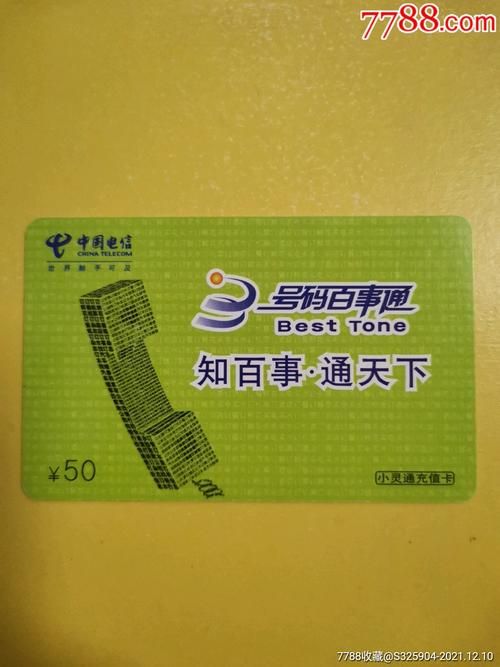 7788.com
中国电信
CHINA TELECOM
世界触手可及
号码百事通
Best Tone
知百事·通天下
¥50
小灵通充值卡
7788收藏@S325904-2021.12.10